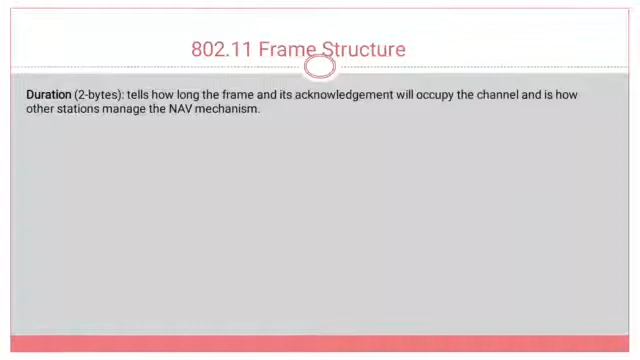 802.11 Frame Structure
Duration (2-bytes): tells how long the frame and its acknowledgement will occupy the channel and is how
other stations manage the NAV mechanism.